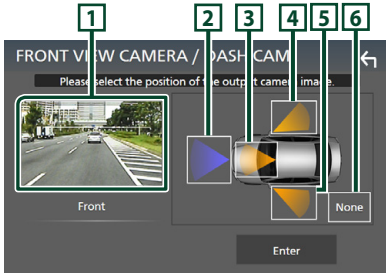 1 2 3 4 5 6
FRONT VIEW CAMERA / DASH CAM
Please select the position of the output camera image.
Front
None
Enter